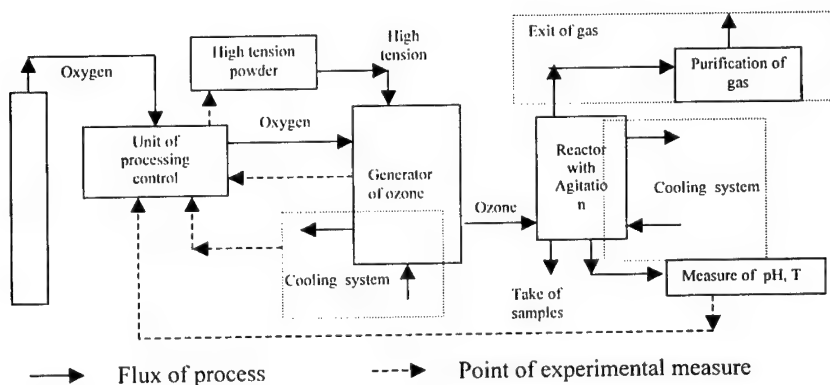 Oxygen
High tension
powder
High
tension
Exit of gas
Purification of
gas
Unit of
processing
control
Oxygen
Generator
of ozone
Reactor
with
Agitatio
n
Cooling system
Ozone
Cooling system
Take of
samples
Measure of pH, T
Flux of process
Point of experimental measure